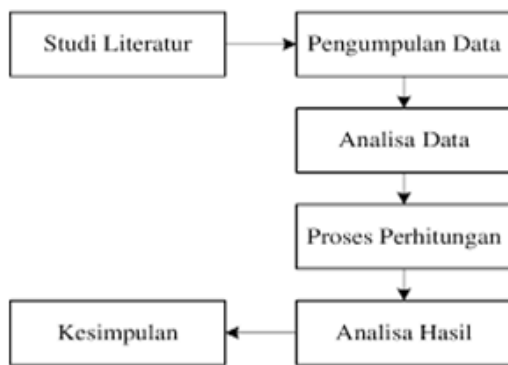 Studi Literatur
Pengumpulan Data
Analisa Data
Proses Perhitungan
Analisa Hasil
Kesimpulan